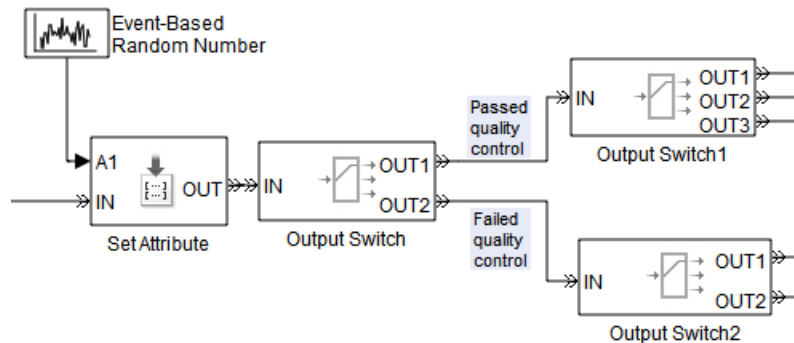 Event-Based
Random Number
A1
IN
OUT
Set Attribute
IN
OUT1
OUT2
Output Switch
Passed
quality
control
Failed
quality
control
IN
OUT1
OUT2
OUT3
Output Switch1
IN
OUT1
OUT2
Output Switch2